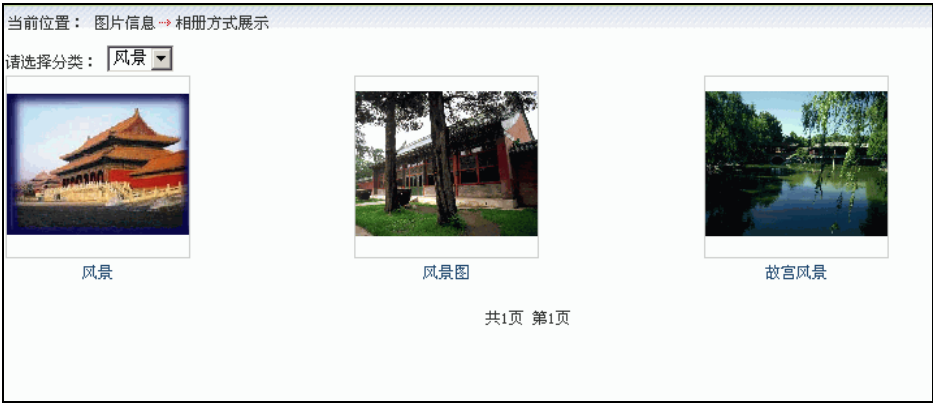 当前位置： 图片信息→相册方式展示
请选择分类： 风景
风景
风景图
故宫风景
共1页 第1页